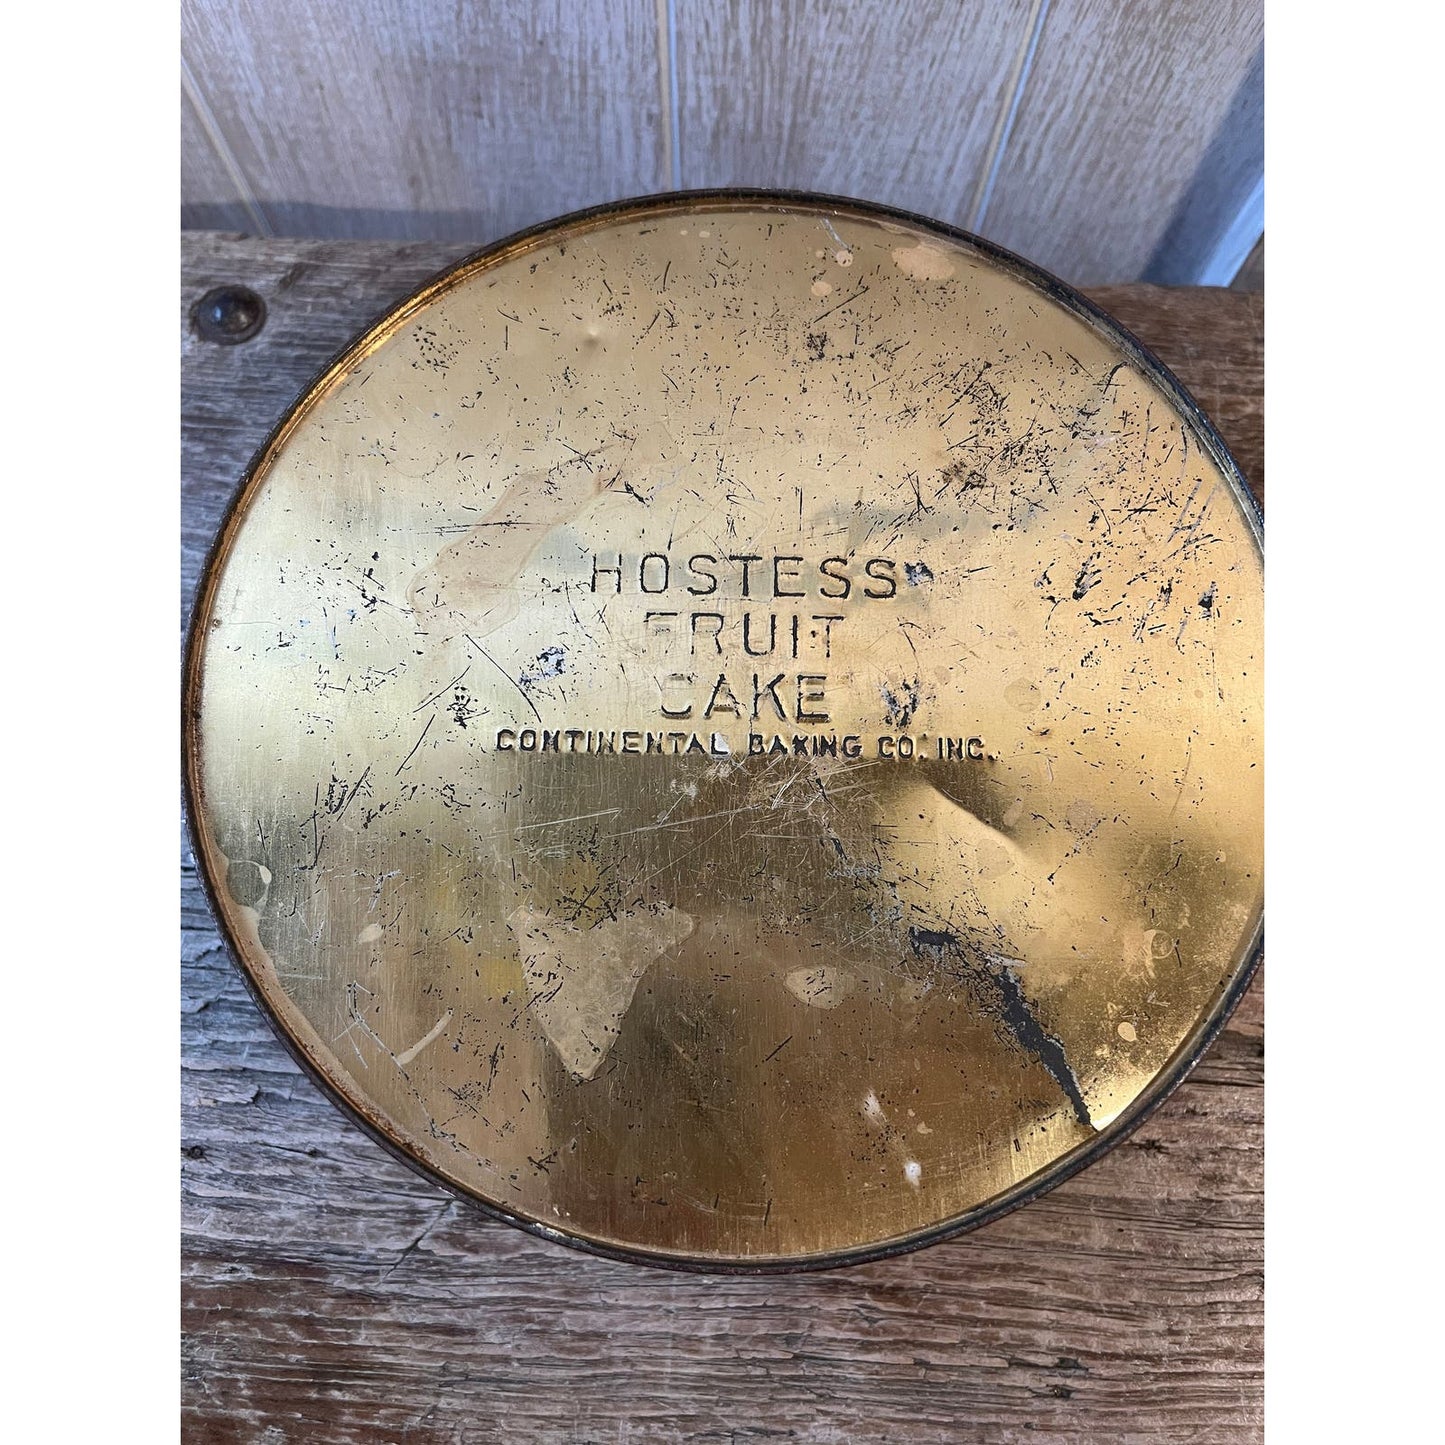 HOSTESS
FRUIT
CAKE
CONTINENTAL BAKING CO. INC.